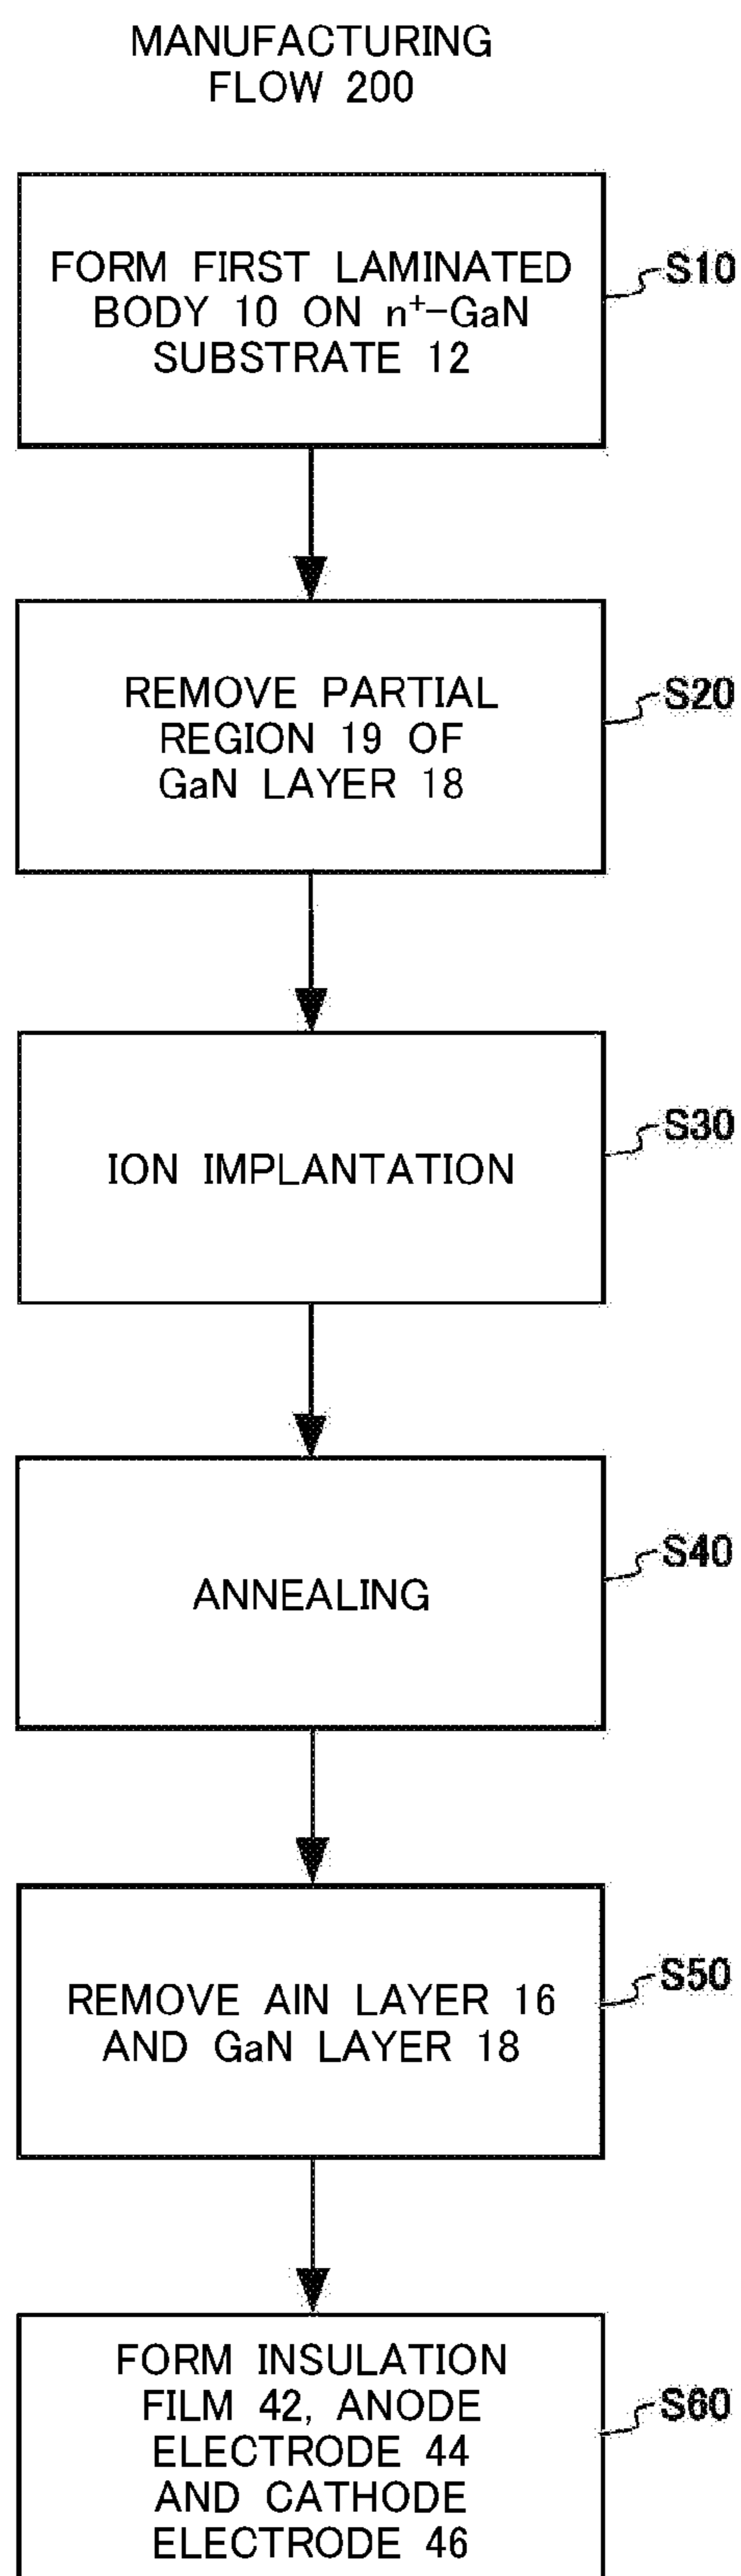 MANUFACTURING
FLOW 200
FORM FIRST LAMINATED
BODY 10 ON n⁺-GaN
SUBSTRATE 12
S10
REMOVE PARTIAL
REGION 19 OF
GaN LAYER 18
S20
ION IMPLANTATION
S30
ANNEALING
S40
REMOVE AlN LAYER 16
AND GaN LAYER 18
S50
FORM INSULATION
FILM 42, ANODE
ELECTRODE 44
AND CATHODE
ELECTRODE 46
S60